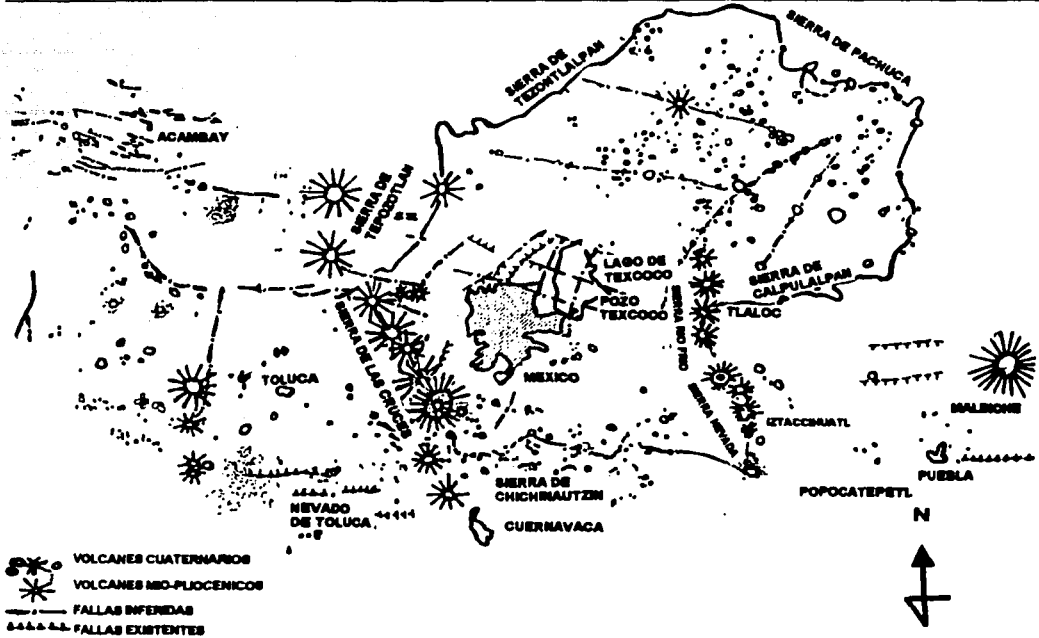 SIERRA DE PACHUCA
SIERRA DE
TEZONTLALPAN
ACAMBAY
SIERRA DE
TEPOZOTLAN
LAGO DE
TEXCOCO
POZO
TEXCOCO
SIERRA DE
CALPULALPAN
TLALOC
SIERRA RIO FRIO
SIERRA DE LAS CRUCES
TOLUCA
MEXICO
SIERRA NEVADA
IZTACCIHUATL
MALINCHE
PUEBLA
POPOCATEPETL
SIERRA DE
CHICHINAUTZIN
NEVADO
DE TOLUCA
CUERNAVACA
N
VOLCANES CUATERNARIOS
VOLCANES MIO-PLIOCENICOS
FALLAS INFERIDAS
FALLAS EXISTENTES